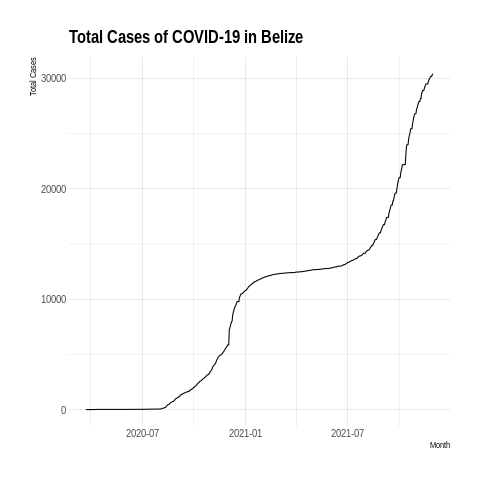 Total Cases of COVID-19 in Belize
Total Cases
30000
20000
10000
0
2020-07 2021-01 2021-07
Month